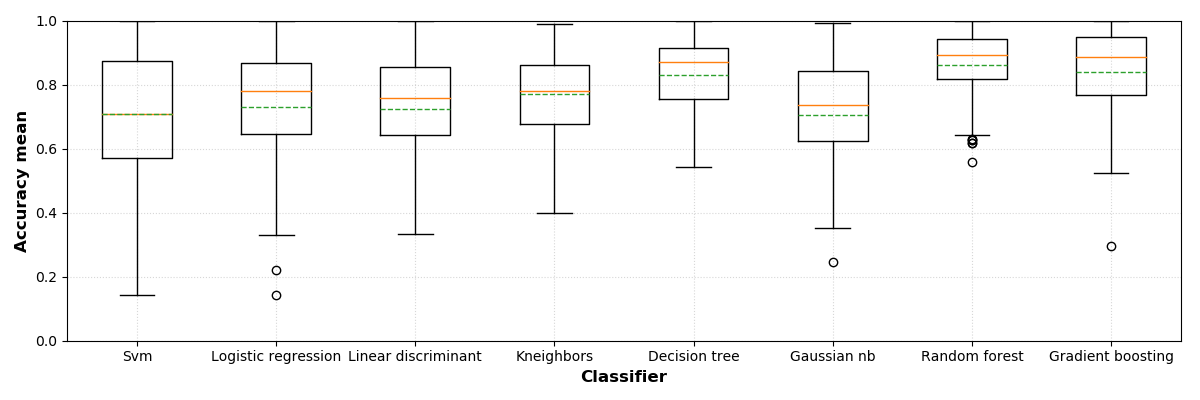 1.0
0.8
0.6
0.4
0.2
0.0
Accuracy mean
Svm
Logistic regression
Linear discriminant
Kneighbors
Decision tree
Gaussian nb
Random forest
Gradient boosting
Classifier